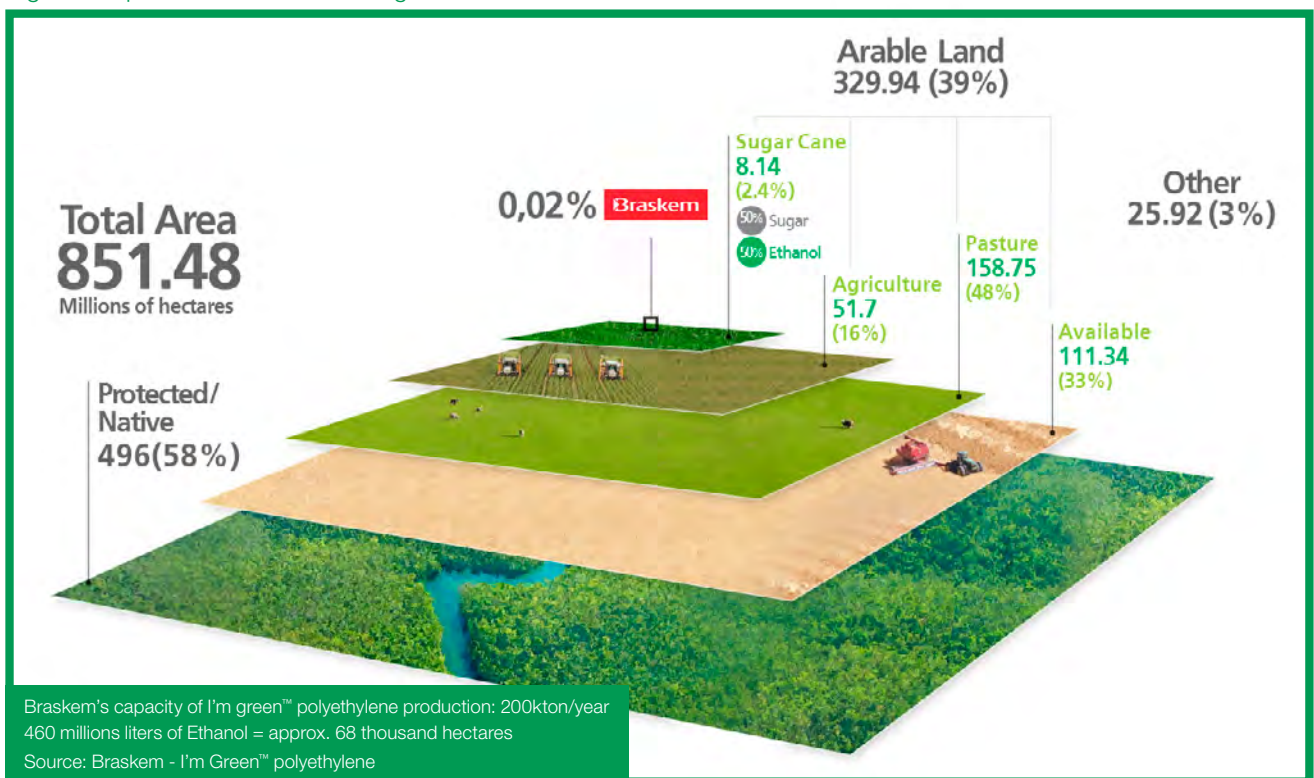 Arable Land
329.94 (39%)
Sugar Cane
8.14
(2.4%)
50% Sugar
50% Ethanol
0,02% Braskem
Other
25.92 (3%)
Total Area
851.48
Millions of hectares
Pasture
158.75
(48%)
Agriculture
51.7
(16%)
Available
111.34
(33%)
Protected/
Native
496(58%)
Braskem's capacity of I'm green™ polyethylene production: 200kton/year
460 millions liters of Ethanol = approx. 68 thousand hectares
Source: Braskem - I'm Green™ polyethylene